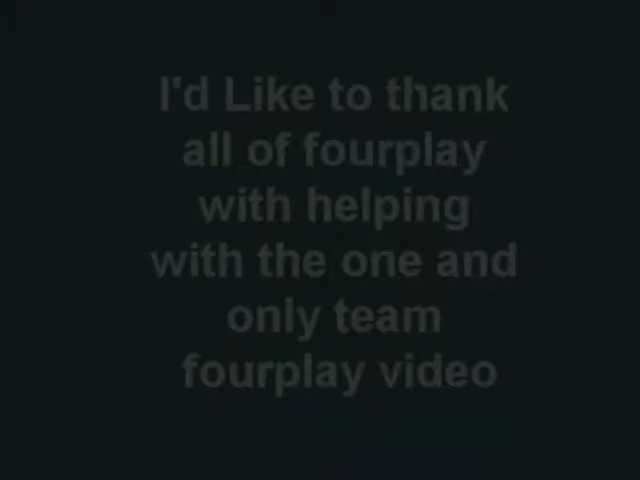 I'd Like to thank
all of fourplay
with helping
with the one and
only team
fourplay video